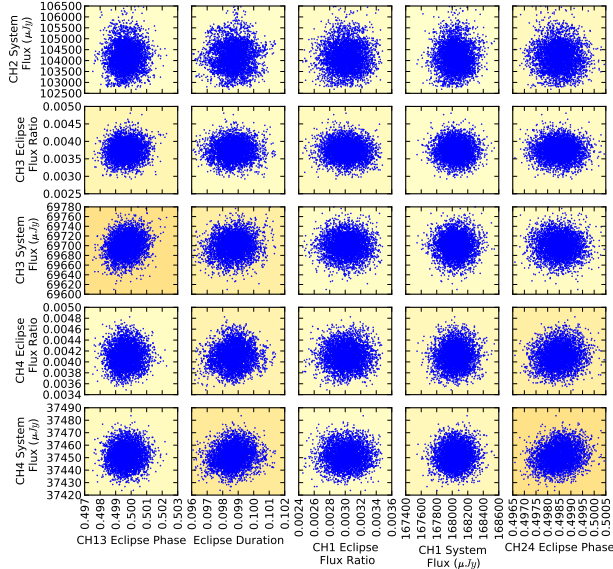 106500
106000
105500
105000
104500
104000
103500
103000
102500
CH2 System
Flux (μJy)
0.0050
0.0045
0.0040
0.0035
0.0030
0.0025
CH3 Eclipse
Flux Ratio
69780
69760
69740
69720
69700
69680
69660
69640
69620
69600
CH3 System
Flux (μJy)
0.0050
0.0048
0.0046
0.0044
0.0042
0.0040
0.0038
0.0036
0.0034
CH4 Eclipse
Flux Ratio
37490
37480
37470
37460
37450
37440
37430
37420
CH4 System
Flux (μJy)
0.497 0.498 0.499 0.500 0.501 0.502 0.503
CH13 Eclipse Phase
0.096 0.097 0.098 0.099 0.100 0.101 0.102
Eclipse Duration
0.0024 0.0026 0.0028 0.0030 0.0032 0.0034 0.0036
CH1 Eclipse
Flux Ratio
167400 167600 167800 168000 168200 168400 168600
CH1 System
Flux (μJy)
0.4965 0.4970 0.4975 0.4980 0.4985 0.4990 0.4995 0.5000 0.5005
CH24 Eclipse Phase